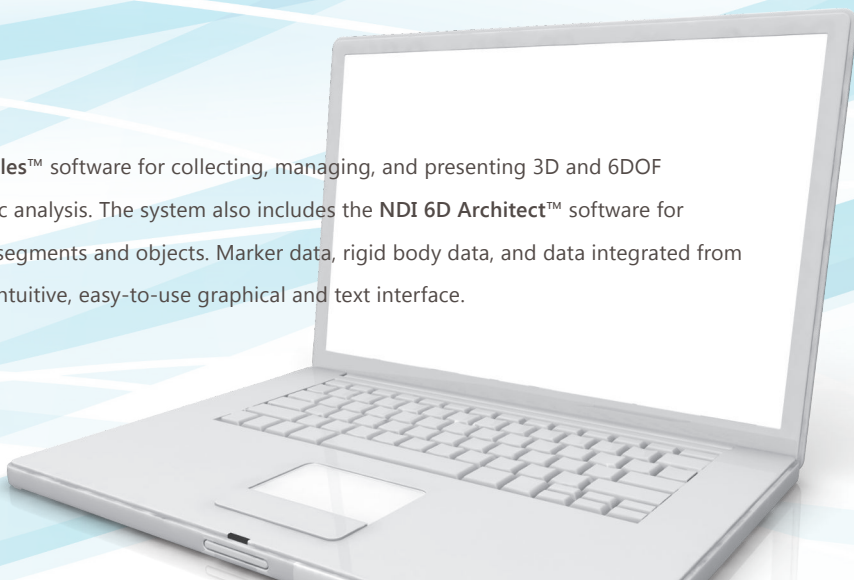 les™ software for collecting, managing, and presenting 3D and 6DOF
c analysis. The system also includes the NDI 6D Architect™ software for
segments and objects. Marker data, rigid body data, and data integrated from
ntuitive, easy-to-use graphical and text interface.